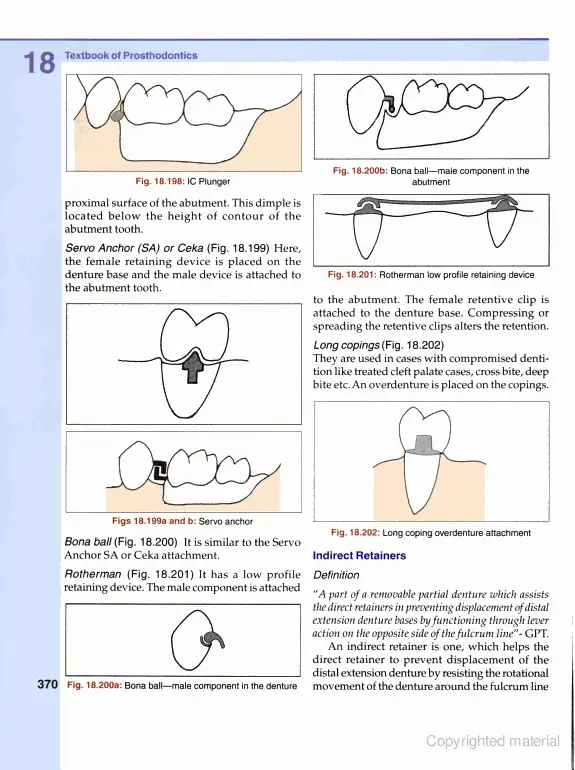 18
Textbook of Prosthodontics
Fig. 18.198: IC Plunger
proximal surface of the abutment. This dimple is
located below the height of contour of the
abutment tooth.
Servo Anchor (SA) or Ceka (Fig. 18.199) Here,
the female retaining device is placed on the
denture base and the male device is attached to
the abutment tooth.
Figs 18.199a and b: Servo anchor
Bona ball (Fig. 18.200) It is similar to the Servo
Anchor SA or Ceka attachment.
Rotherman (Fig. 18.201) It has a low profile
retaining device. The male component is attached
Fig. 18.200a: Bona ball—male component in the denture
370
Fig. 18.200b: Bona ball—male component in the
abutment
Fig. 18.201: Rotherman low profile retaining device
to the abutment. The female retentive clip is
attached to the denture base. Compressing or
spreading the retentive clips alters the retention.
Long copings (Fig. 18.202)
They are used in cases with compromised denti-
tion like treated cleft palate cases, cross bite, deep
bite etc. An overdenture is placed on the copings.
Fig. 18.202: Long coping overdenture attachment
Indirect Retainers
Definition
"A part of a removable partial denture which assists
the direct retainers in preventing displacement of distal
extension denture bases by functioning through lever
action on the opposite side of the fulcrum line"- GPT.
An indirect retainer is one, which helps the
direct retainer to prevent displacement of the
distal extension denture by resisting the rotational
movement of the denture around the fulcrum line
Copyrighted material